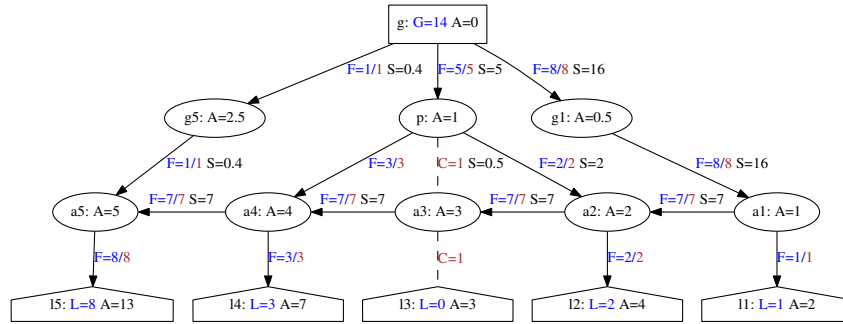 g: G=14 A=0
F=1/1 S=0.4
F=5/5 S=5
F=8/8 S=16
g5: A=2.5
p: A=1
g1: A=0.5
F=1/1 S=0.4
F=3/3
C=1 S=0.5
F=2/2 S=2
F=8/8 S=16
a5: A=5
F=7/7 S=7
a4: A=4
F=7/7 S=7
a3: A=3
F=7/7 S=7
a2: A=2
F=7/7 S=7
a1: A=1
F=8/8
F=3/3
C=1
F=2/2
F=1/1
l5: L=8 A=13
l4: L=3 A=7
l3: L=0 A=3
l2: L=2 A=4
l1: L=1 A=2